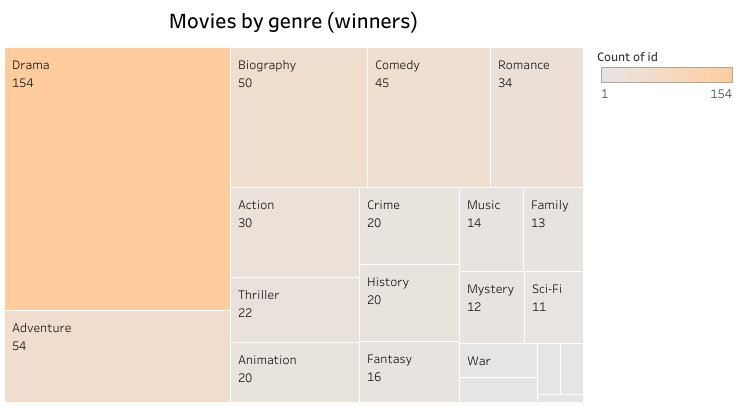 Movies by genre (winners)
Drama
154
Adventure
54
Biography
50
Comedy
45
Romance
34
Action
30
Thriller
22
Animation
20
Crime
20
History
20
Fantasy
16
Music
14
Family
13
Mystery
12
Sci-Fi
11
War
Count of id
1
154